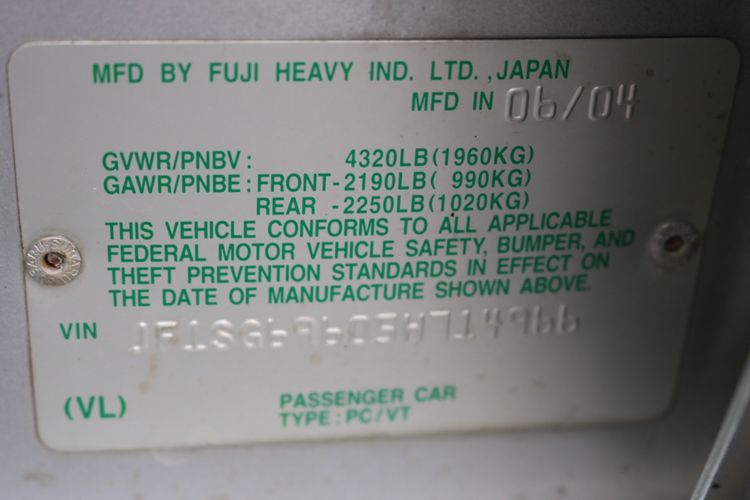 MFD BY FUJI HEAVY IND. LTD. ,JAPAN
MFD IN 06/04
GVWR/PNBV: 4320LB(1960KG)
GAWR/PNBE: FRONT-2190LB( 990KG)
REAR -2250LB(1020KG)
THIS VEHICLE CONFORMS TO ALL APPLICABLE
FEDERAL MOTOR VEHICLE SAFETY, BUMPER, AND
THEFT PREVENTION STANDARDS IN EFFECT ON
THE DATE OF MANUFACTURE SHOWN ABOVE.
VIN JF1SG69605H714966
(VL) PASSENGER CAR
TYPE:PC/VT